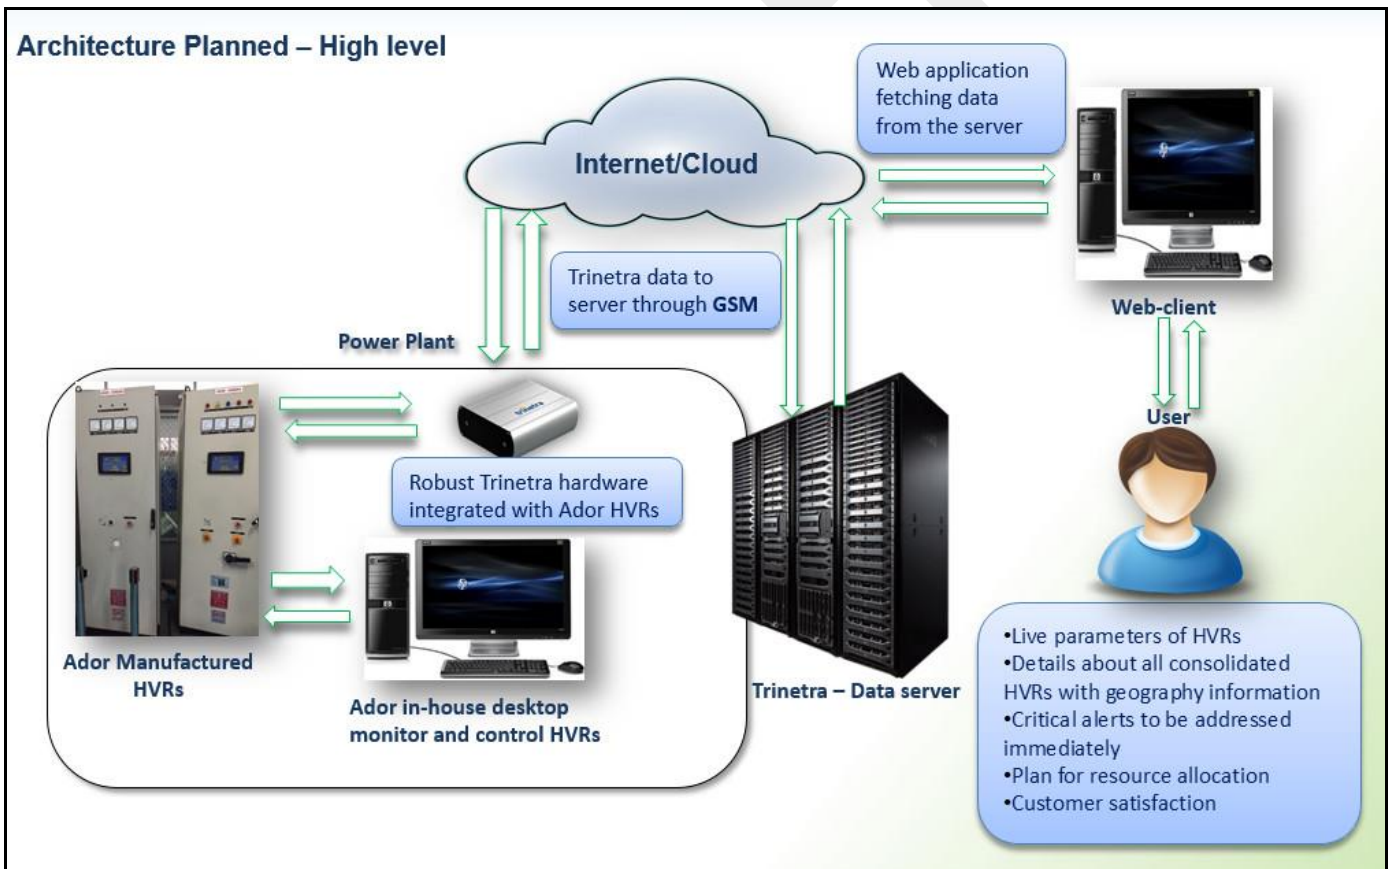 Architecture Planned – High level
Web application
fetching data
from the server
Internet/Cloud
Trinetra data to
server through GSM
Web-client
Power Plant
User
trinetra
Robust Trinetra hardware
integrated with Ador HVRs
Ador Manufactured
HVRs
Ador in-house desktop
monitor and control HVRs
Trinetra – Data server
•Live parameters of HVRs
•Details about all consolidated
HVRs with geography information
•Critical alerts to be addressed
immediately
•Plan for resource allocation
•Customer satisfaction